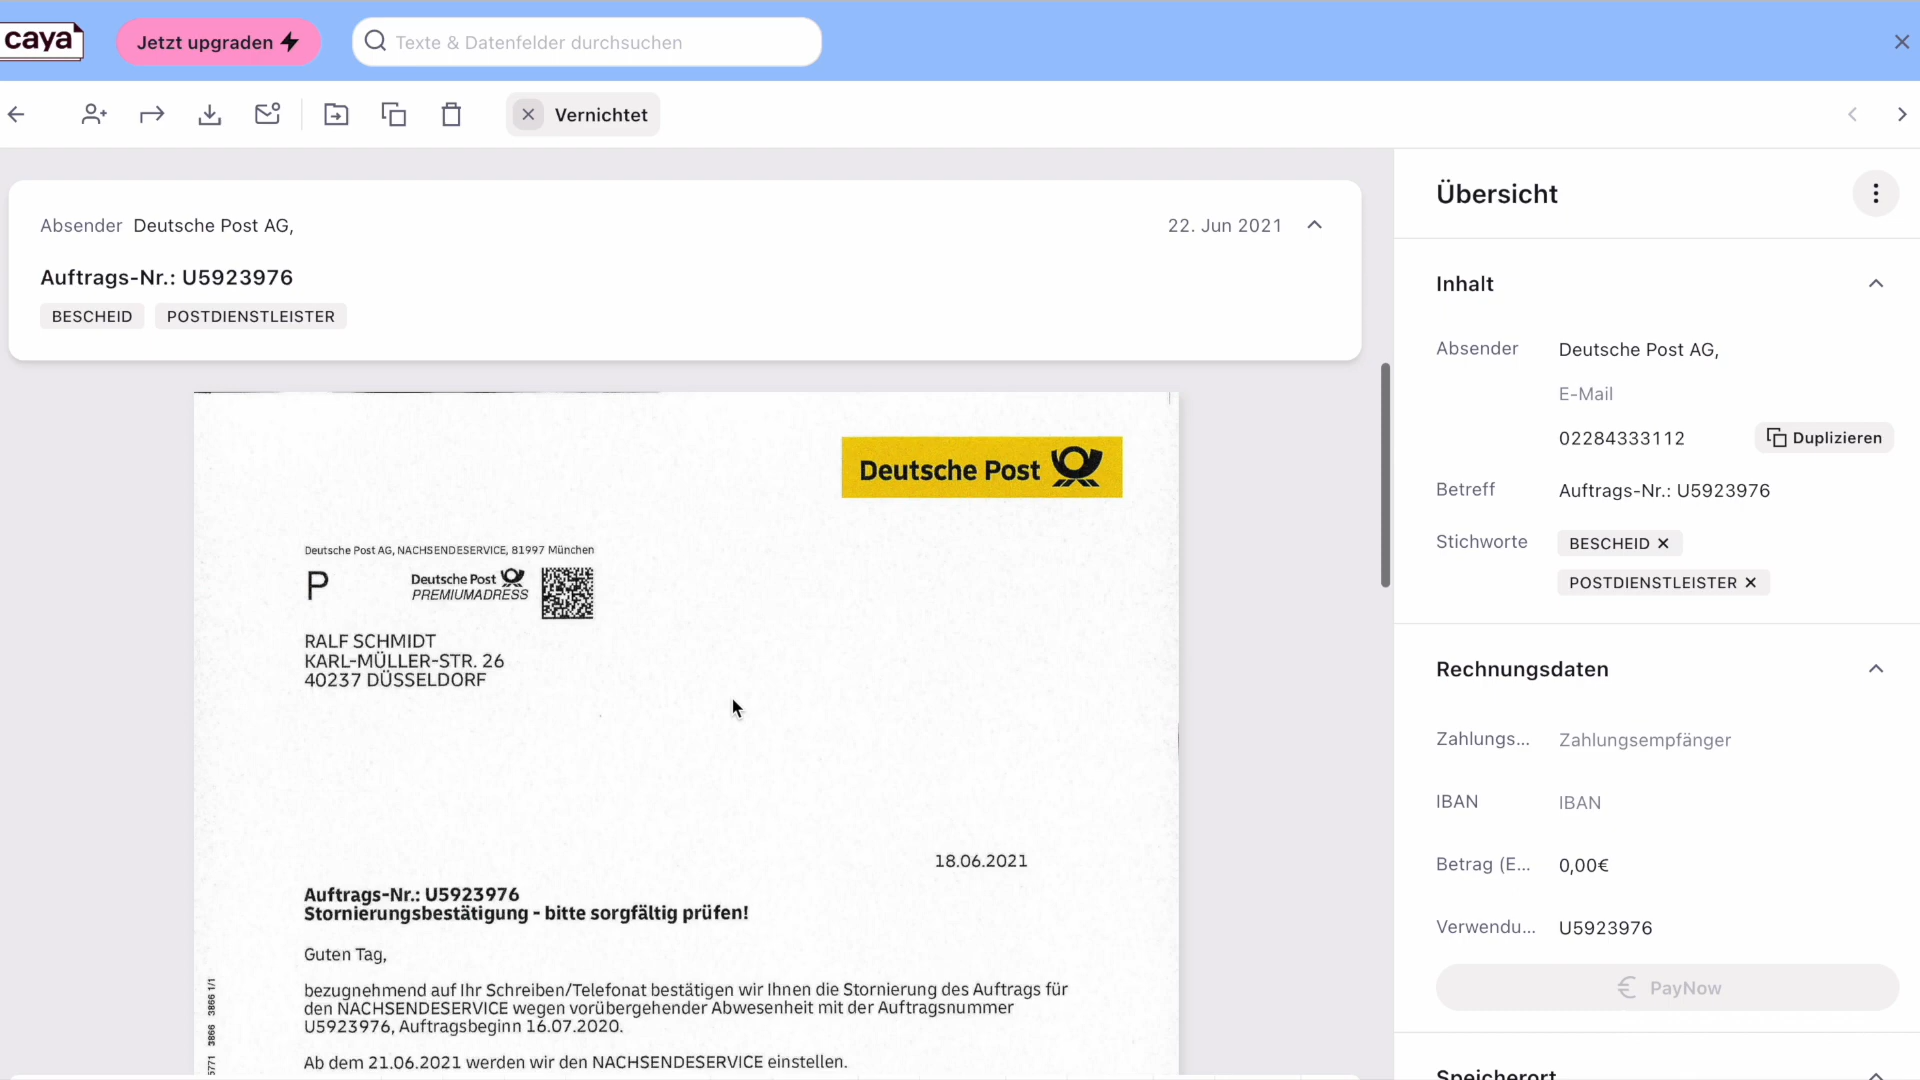 caya
Jetzt upgraden
Texte & Datenfelder durchsuchen
Vernichtet
Absender Deutsche Post AG,
22. Jun 2021
Auftrags-Nr.: U5923976
BESCHEID
POSTDIENSTLEISTER
Deutsche Post
Deutsche Post AG, NACHSENDESERVICE, 81997 München
P
Deutsche Post
PREMIUMADRESS
RALF SCHMIDT
KARL-MÜLLER-STR. 26
40237 DÜSSELDORF
18.06.2021
Auftrags-Nr.: U5923976
Stornierungsbestätigung - bitte sorgfältig prüfen!
Guten Tag,
bezugnehmend auf Ihr Schreiben/Telefonat bestätigen wir Ihnen die Stornierung des Auftrags für
den NACHSENDESERVICE wegen vorübergehender Abwesenheit mit der Auftragsnummer
U5923976, Auftragsbeginn 16.07.2020.
Ab dem 21.06.2021 werden wir den NACHSENDESERVICE einstellen.
5771 3866 3866 1/1
Übersicht
Inhalt
Absender
Deutsche Post AG,
E-Mail
02284333112
Duplizieren
Betreff
Auftrags-Nr.: U5923976
Stichworte
BESCHEID
POSTDIENSTLEISTER
Rechnungsdaten
Zahlungs...
Zahlungsempfänger
IBAN
IBAN
Betrag (E...
0,00€
Verwendu...
U5923976
PayNow
Speicherort